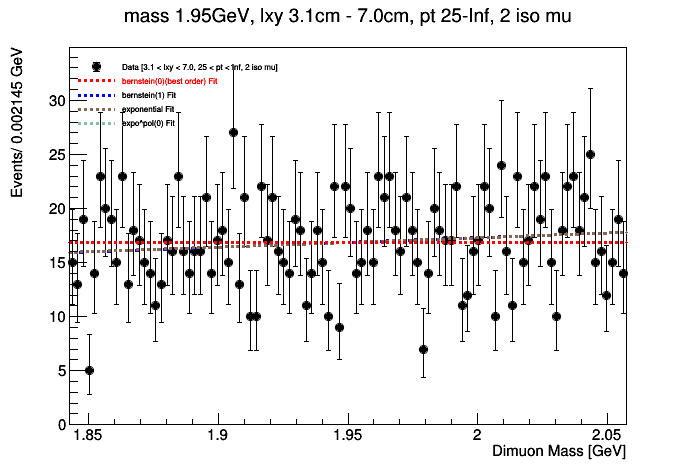 mass 1.95GeV, lxy 3.1cm - 7.0cm, pt 25-Inf, 2 iso mu
Events/ 0.002145 GeV
Data [3.1 < lxy < 7.0, 25 < pt < Inf, 2 iso mu]
bernstein(0)(best order) Fit
bernstein(1) Fit
exponential Fit
expo*pol(0) Fit
30
25
20
15
10
5
0
1.85 1.9 1.95 2 2.05
Dimuon Mass [GeV]